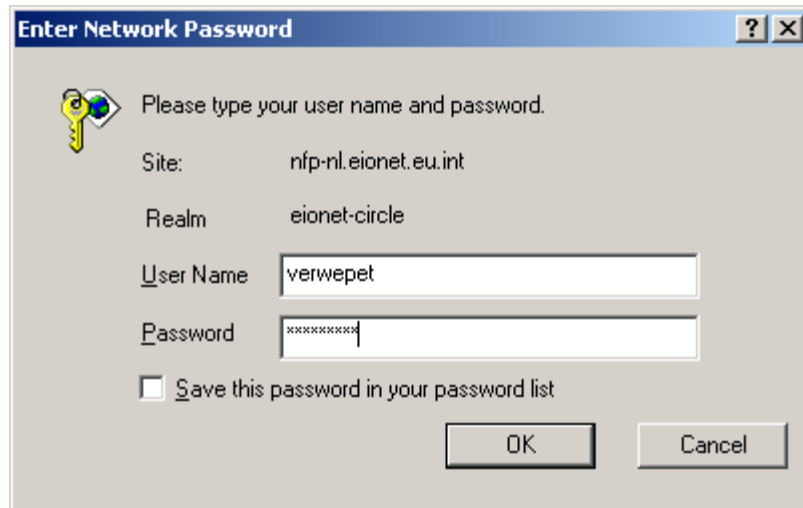 Enter Network Password
Please type your user name and password.
Site: nfp-nl.eionet.eu.int
Realm eionet-circle
User Name verwepet
Password *********
Save this password in your password list
OK Cancel